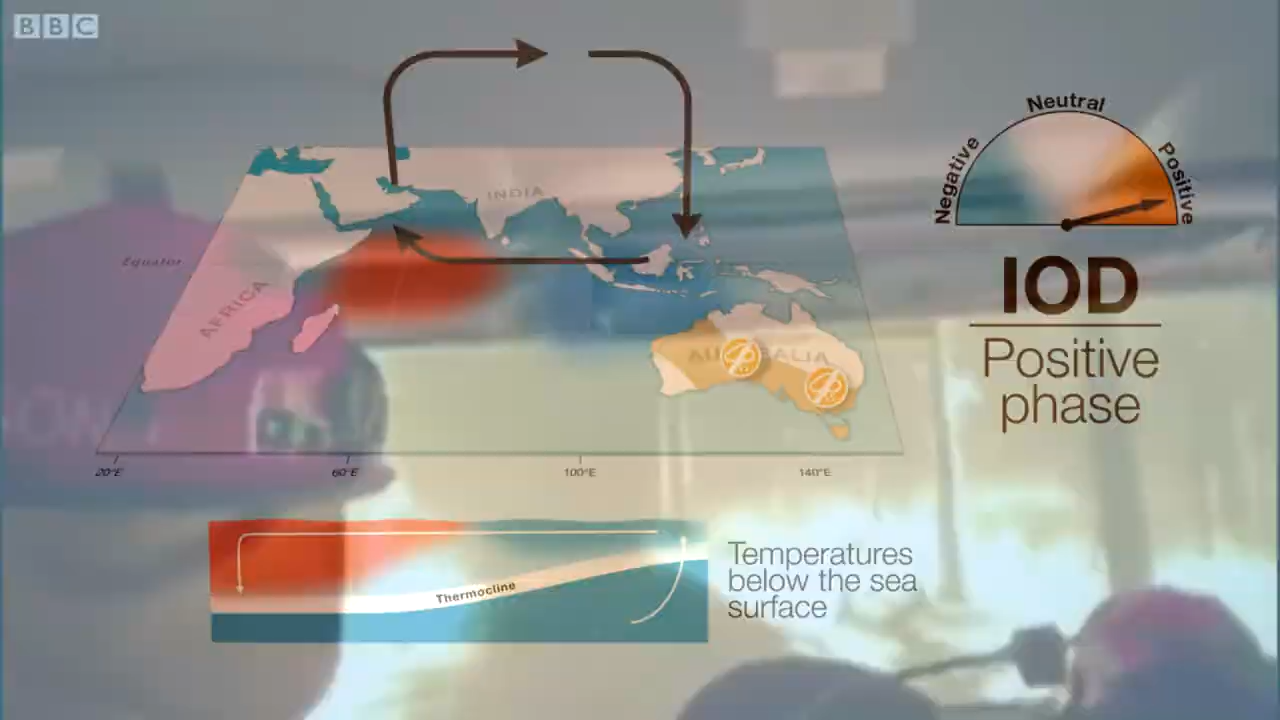 BBC
Neutral
Negative
Positive
INDIA
Equator
AFRICA
AUSTRALIA
IOD
Positive
phase
20°E
60°E
100°E
140°E
Thermocline
Temperatures
below the sea
surface